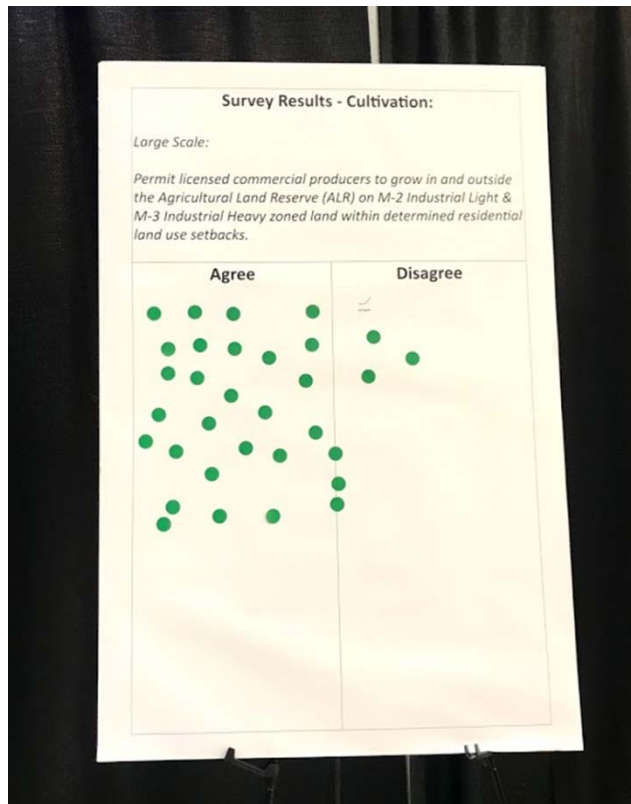 Survey Results - Cultivation:
Large Scale:
Permit licensed commercial producers to grow in and outside
the Agricultural Land Reserve (ALR) on M-2 Industrial Light &
M-3 Industrial Heavy zoned land within determined residential
land use setbacks.
Agree
Disagree